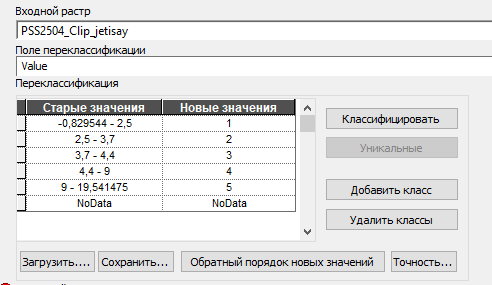 Входной растр
PSS2504_Clip_jetisay
Поле переклассификации
Value
Переклассификация
Старые значения Новые значения
-0,829544 - 2,5 1
2,5 - 3,7 2
3,7 - 4,4 3
4,4 - 9 4
9 - 19,541475 5
NoData NoData
Классифицировать
Уникальные
Добавить класс
Удалить классы
Загрузить.... Сохранить... Обратный порядок новых значений Точность...